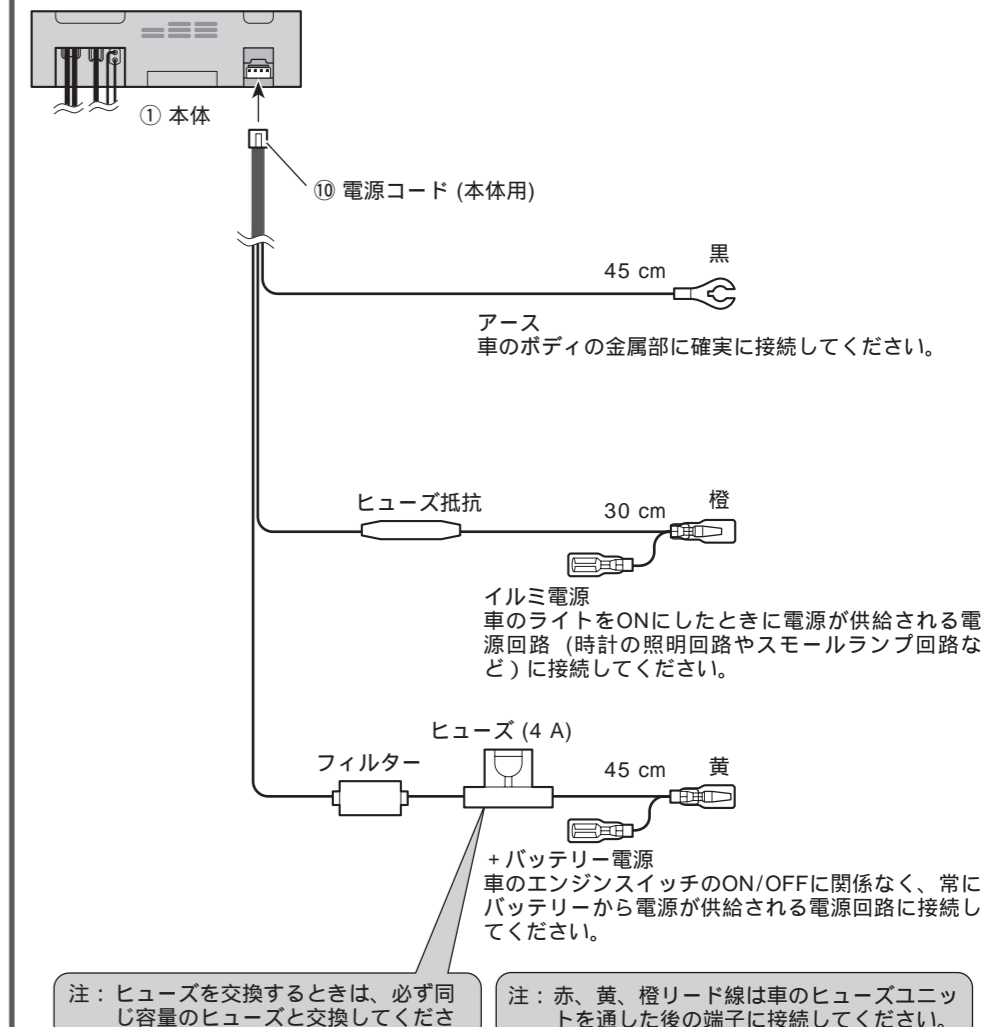 ① 本体
⑩ 電源コード (本体用)
黒
45 cm
アース
車のボディの金属部に確実に接続してください。
ヒューズ抵抗
30 cm
橙
イルミ電源
車のライトをONにしたときに電源が供給される電
源回路 (時計の照明回路やスモールランプ回路な
ど ) に接続してください。
ヒューズ (4 A)
フィルター
45 cm
黄
+ バッテリー電源
車のエンジンスイッチのON/OFFに関係なく、常に
バッテリーから電源が供給される電源回路に接続し
てください。
注 : ヒューズを交換するときは、必ず同
じ容量のヒューズと交換してくださ
注 : 赤、黄、橙リード線は車のヒューズユニッ
トを通した後の端子に接続してください。